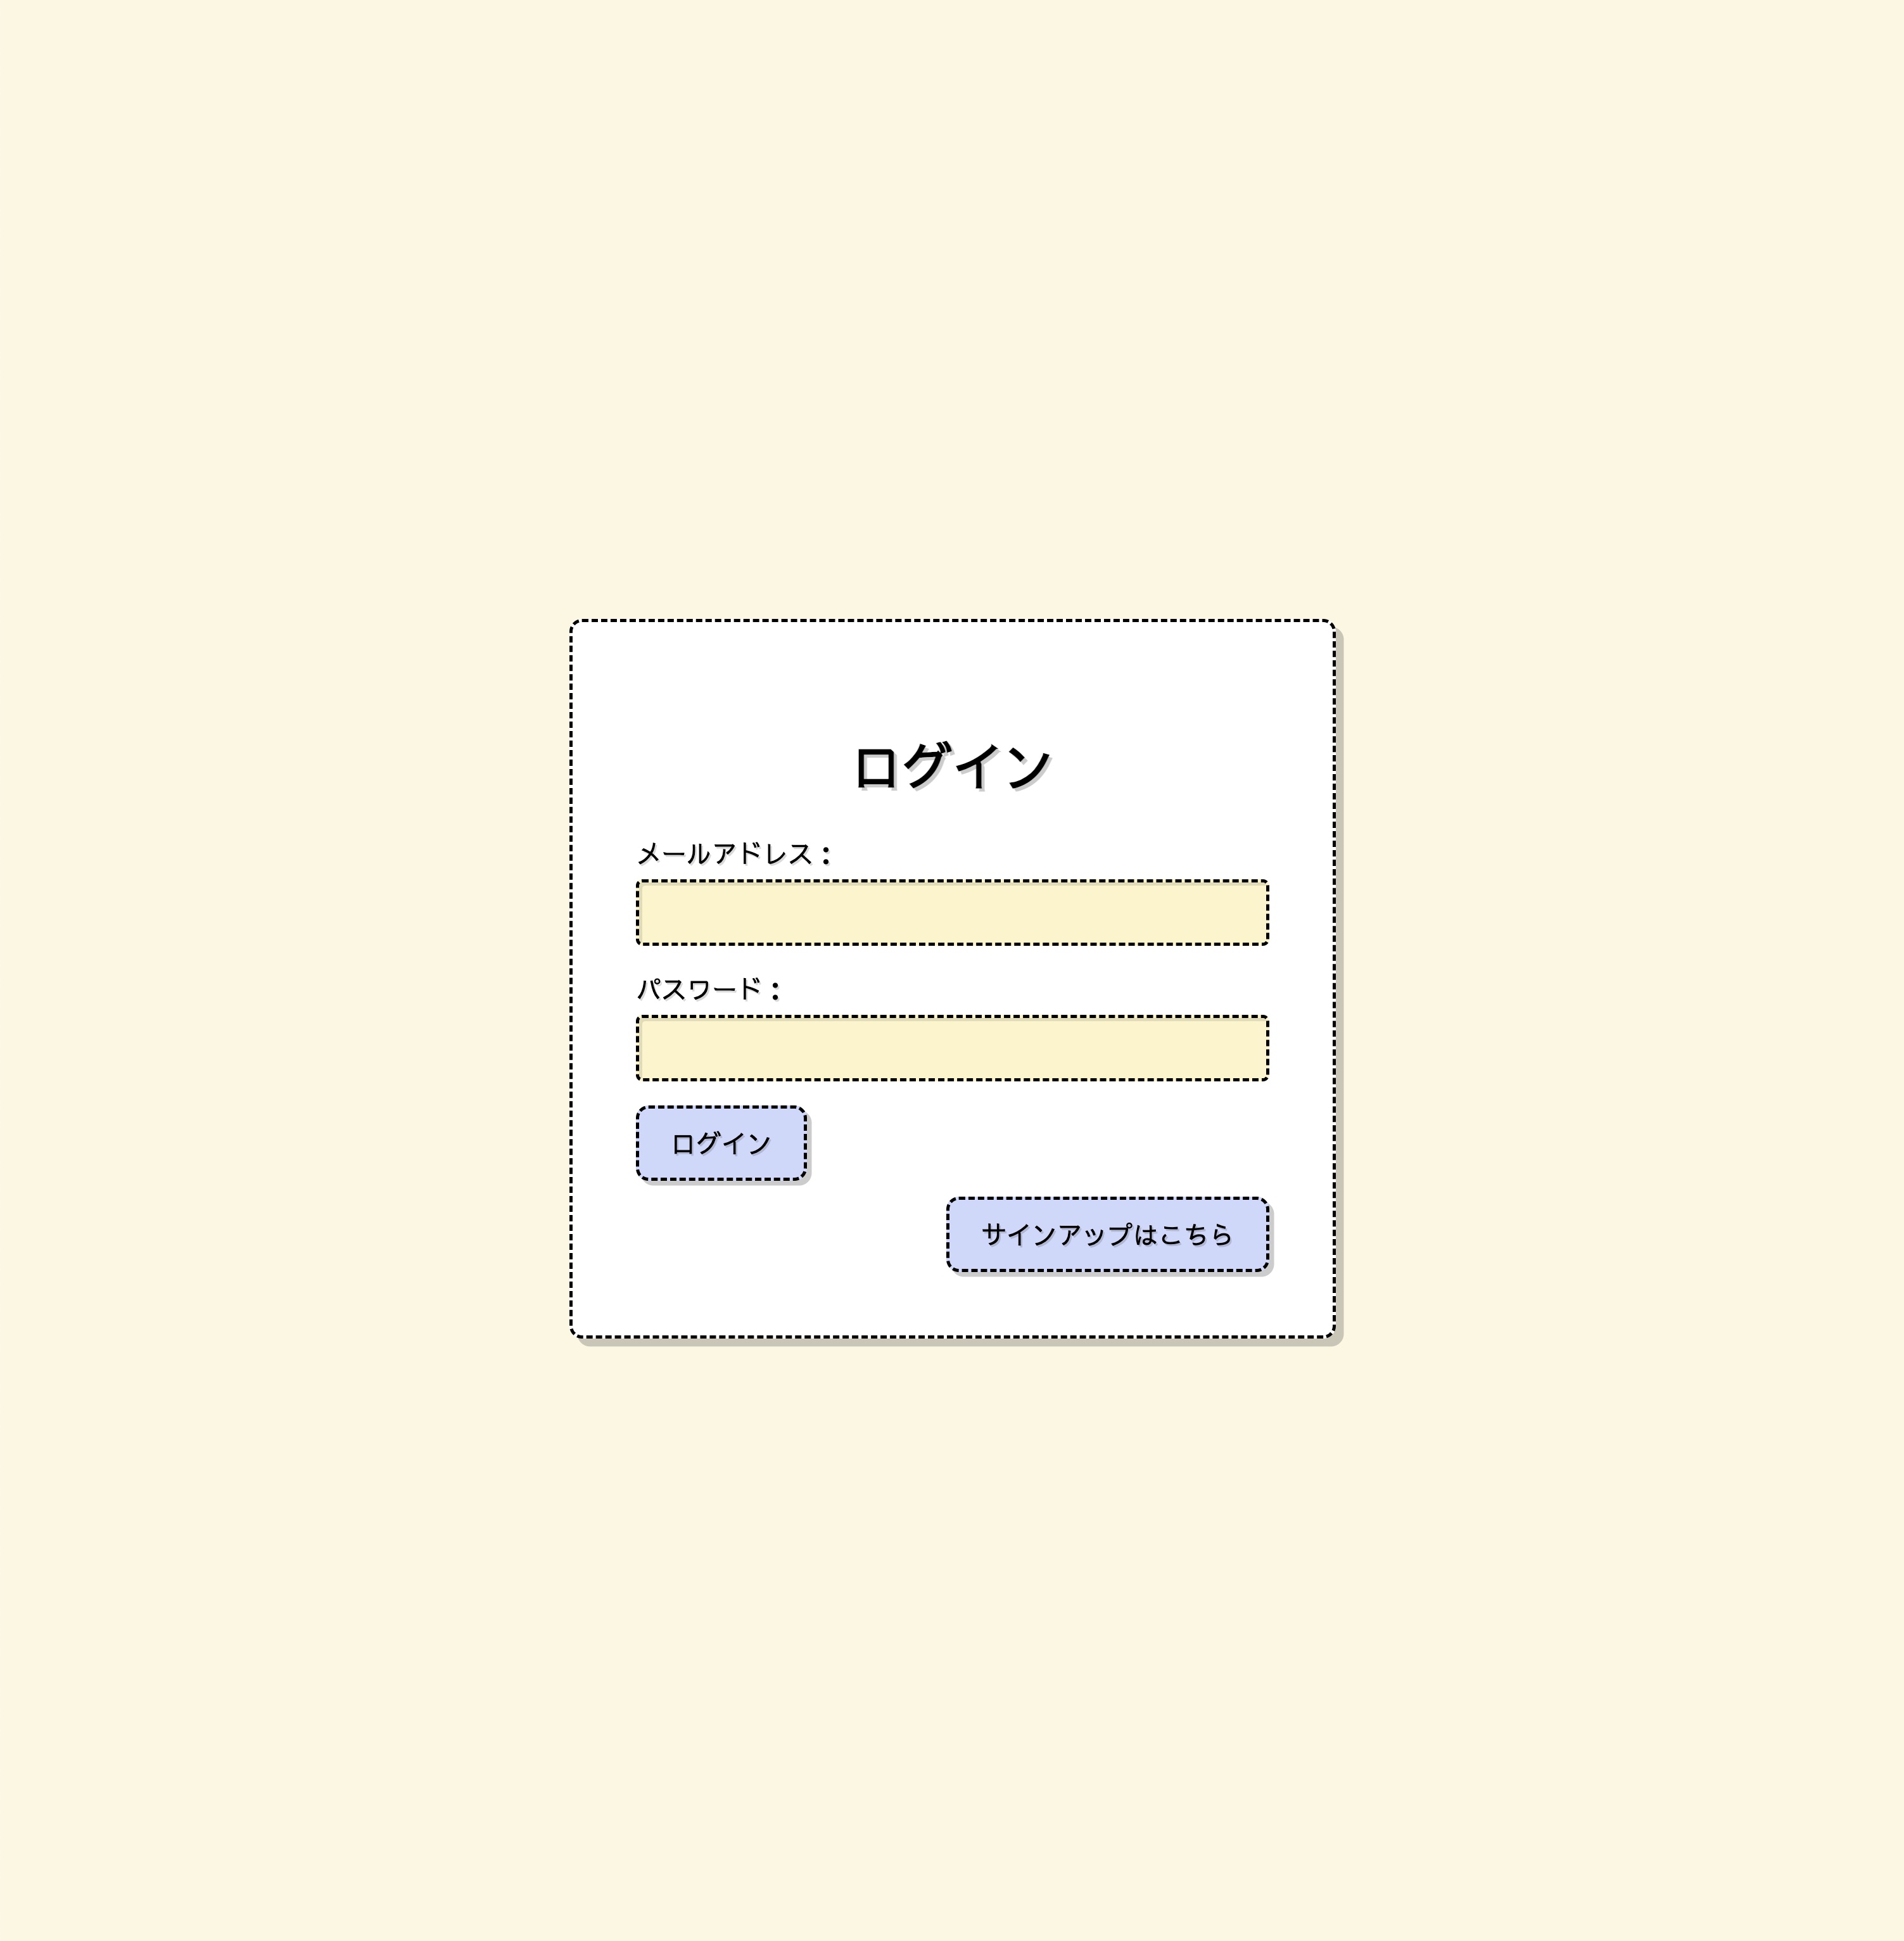 ログイン
メールアドレス：
パスワード：
ログイン
サインアップはこちら